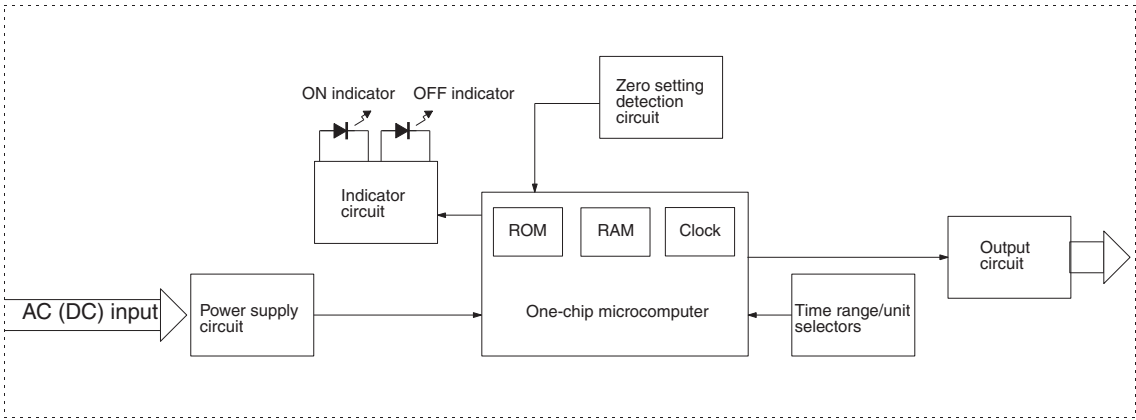 Zero setting
detection
circuit
ON indicator
OFF indicator
Indicator
circuit
ROM
RAM
Clock
Output
circuit
AC (DC) input
Power supply
circuit
One-chip microcomputer
Time range/unit
selectors